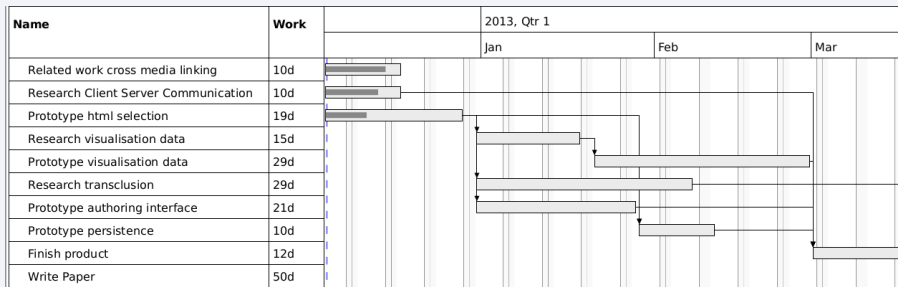 Name Work 2013, Qtr 1
Jan Feb Mar
Related work cross media linking 10d
Research Client Server Communication 10d
Prototype html selection 19d
Research visualisation data 15d
Prototype visualisation data 29d
Research transclusion 29d
Prototype authoring interface 21d
Prototype persistence 10d
Finish product 12d
Write Paper 50d